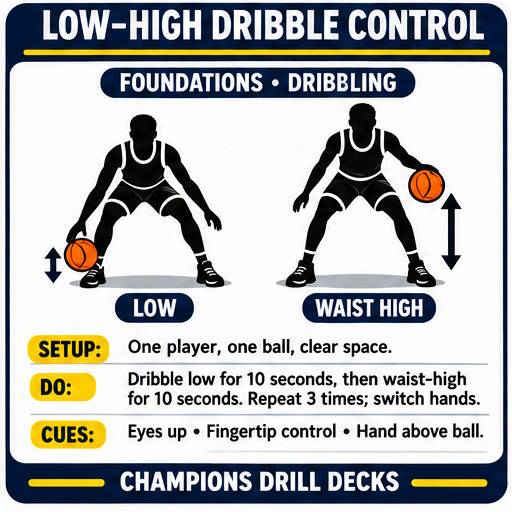 LOW-HIGH DRIBBLE CONTROL
FOUNDATIONS • DRIBBLING
LOW
WAIST HIGH
SETUP: One player, one ball, clear space.
DO: Dribble low for 10 seconds, then waist-high
for 10 seconds. Repeat 3 times; switch hands.
CUES: Eyes up • Fingertip control • Hand above ball.
CHAMPIONS DRILL DECKS